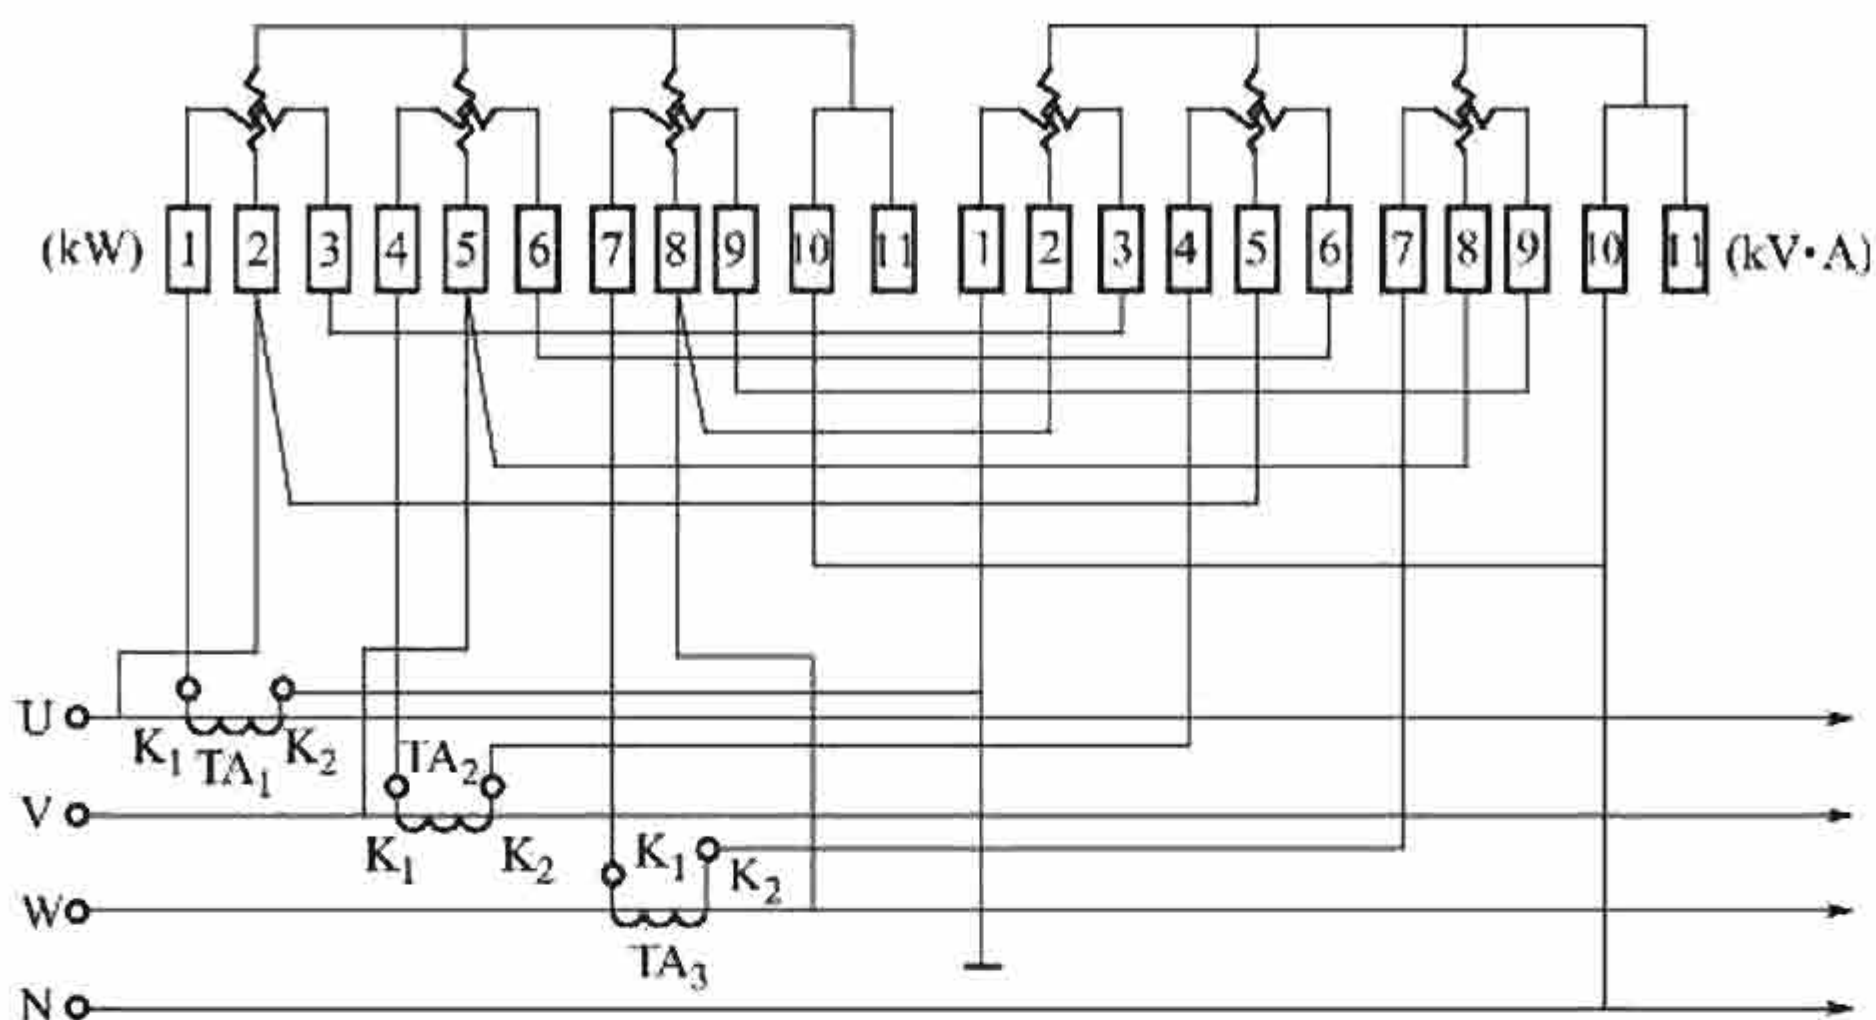 (kW) 1 2 3 4 5 6 7 8 9 10 11 1 2 3 4 5 6 7 8 9 10 11 (kV·A)
U K₁ TA₁ K₂ TA₂
V K₁ K₂ K₁ K₂
W TA₃
N